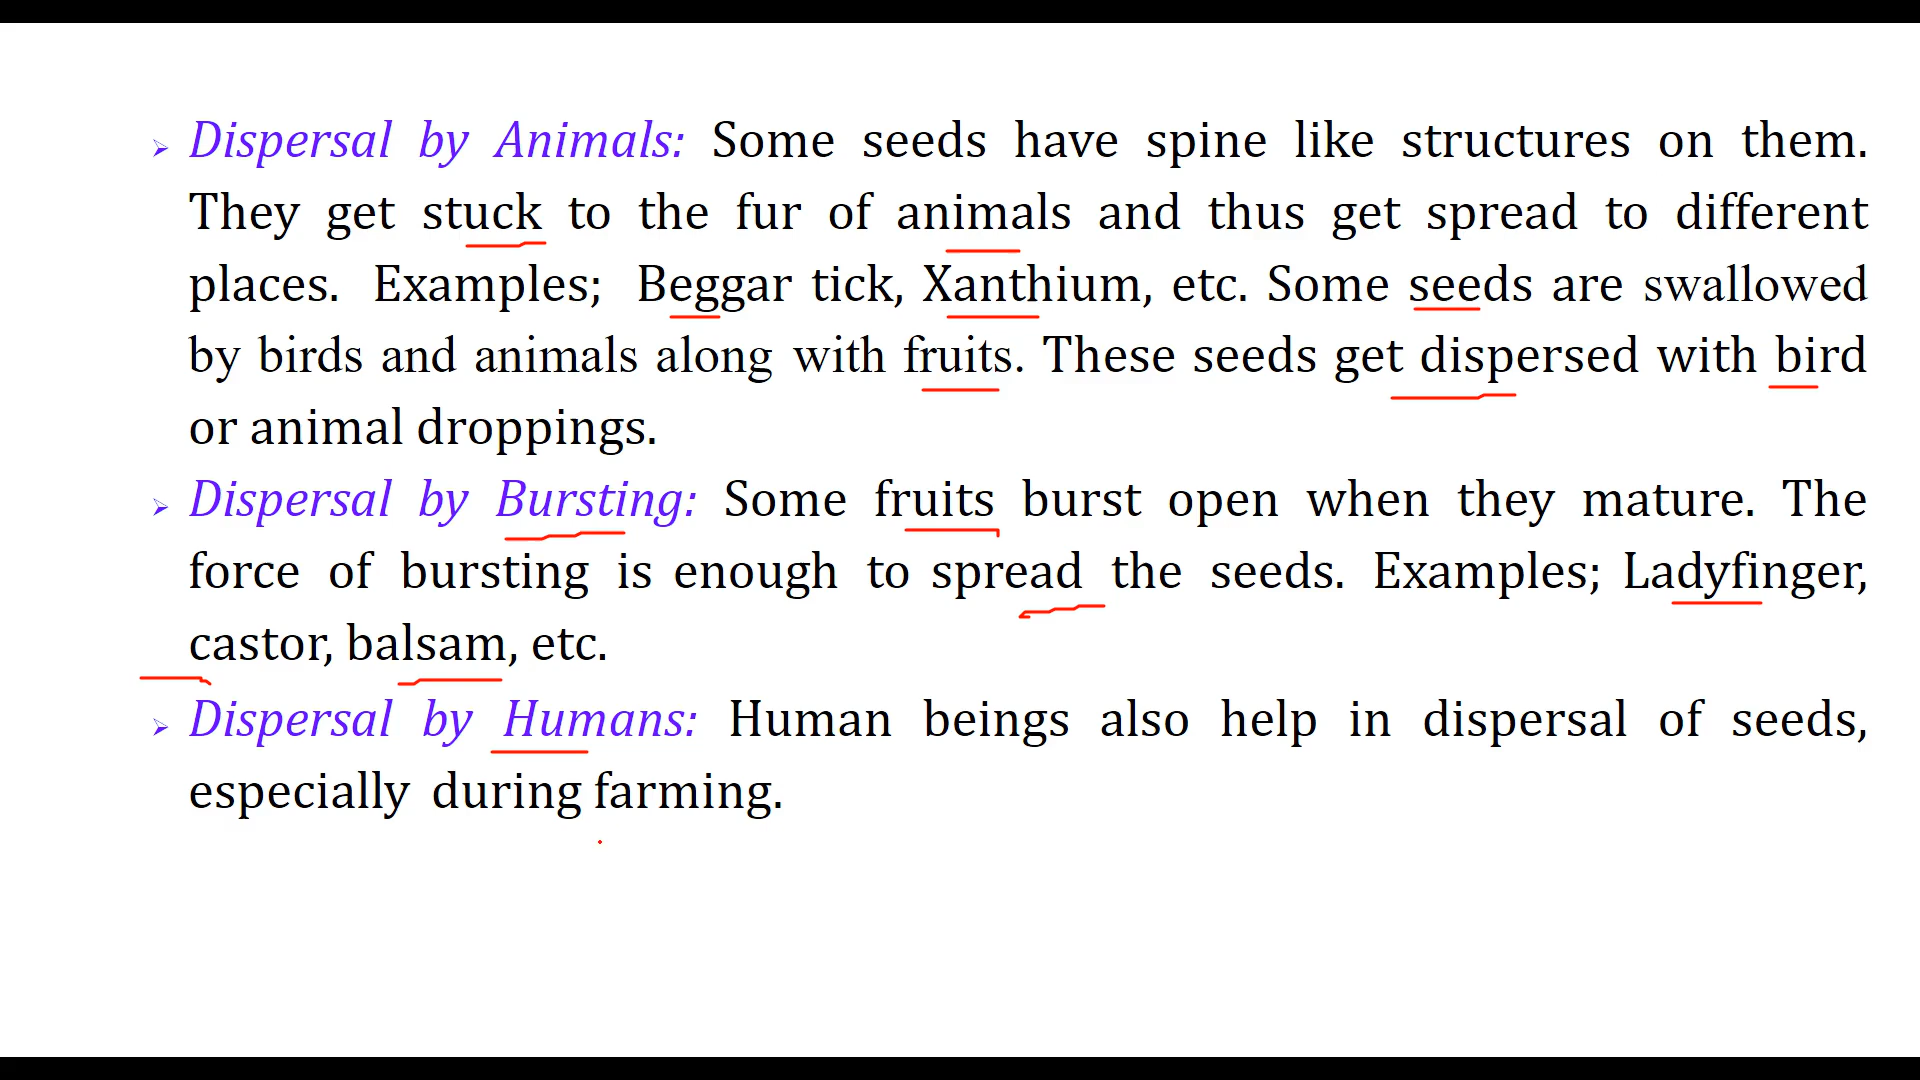 ➢ Dispersal by Animals: Some seeds have spine like structures on them.
They get stuck to the fur of animals and thus get spread to different
places. Examples; Beggar tick, Xanthium, etc. Some seeds are swallowed
by birds and animals along with fruits. These seeds get dispersed with bird
or animal droppings.
➢ Dispersal by Bursting: Some fruits burst open when they mature. The
force of bursting is enough to spread the seeds. Examples; Ladyfinger,
castor, balsam, etc.
➢ Dispersal by Humans: Human beings also help in dispersal of seeds,
especially during farming.